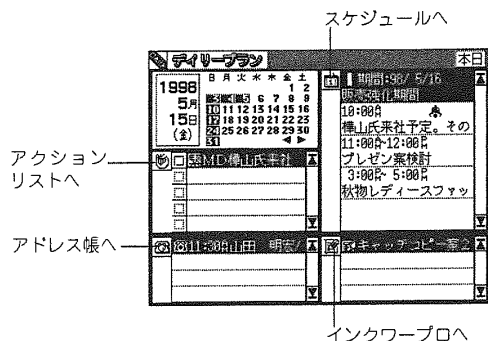 スケジュールへ
デイリープラン
本日
1998
5月
15日
(金)
日 月 火 水 木 金 土
1 2
3 4 5 6 7 8 9
10 11 12 13 14 15 16
17 18 19 20 21 22 23
24 25 26 27 28 29 30
31
期間:98/ 5/16
販売強化期間
10:00
樺山氏来社予定。その
11:00~12:00
プレゼン案検討
3:00~ 5:00
秋物レディースファッ
アクション
リストへ
MD樺山氏来社
アドレス帳へ
11:30 山田 明宏/
キャッチコピー案2
インクワープロへ